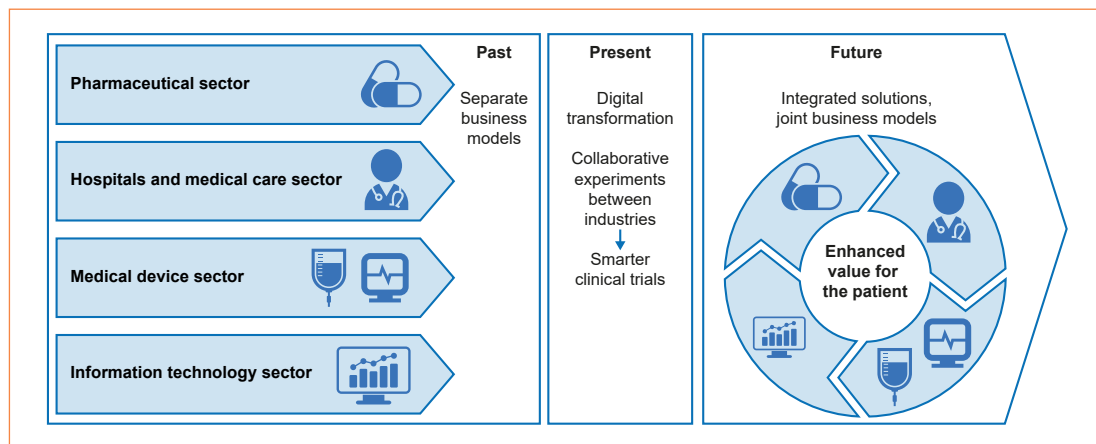 Pharmaceutical sector
Hospitals and medical care sector
Medical device sector
Information technology sector
Past
Separate
business
models
Present
Digital
transformation
Collaborative
experiments
between
industries
Smarter
clinical trials
Future
Integrated solutions,
joint business models
Enhanced
value for
the patient